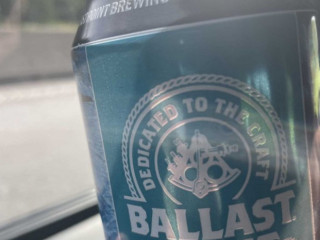 POINT BREWING
DEDICATED TO THE CRAFT
BALLAST